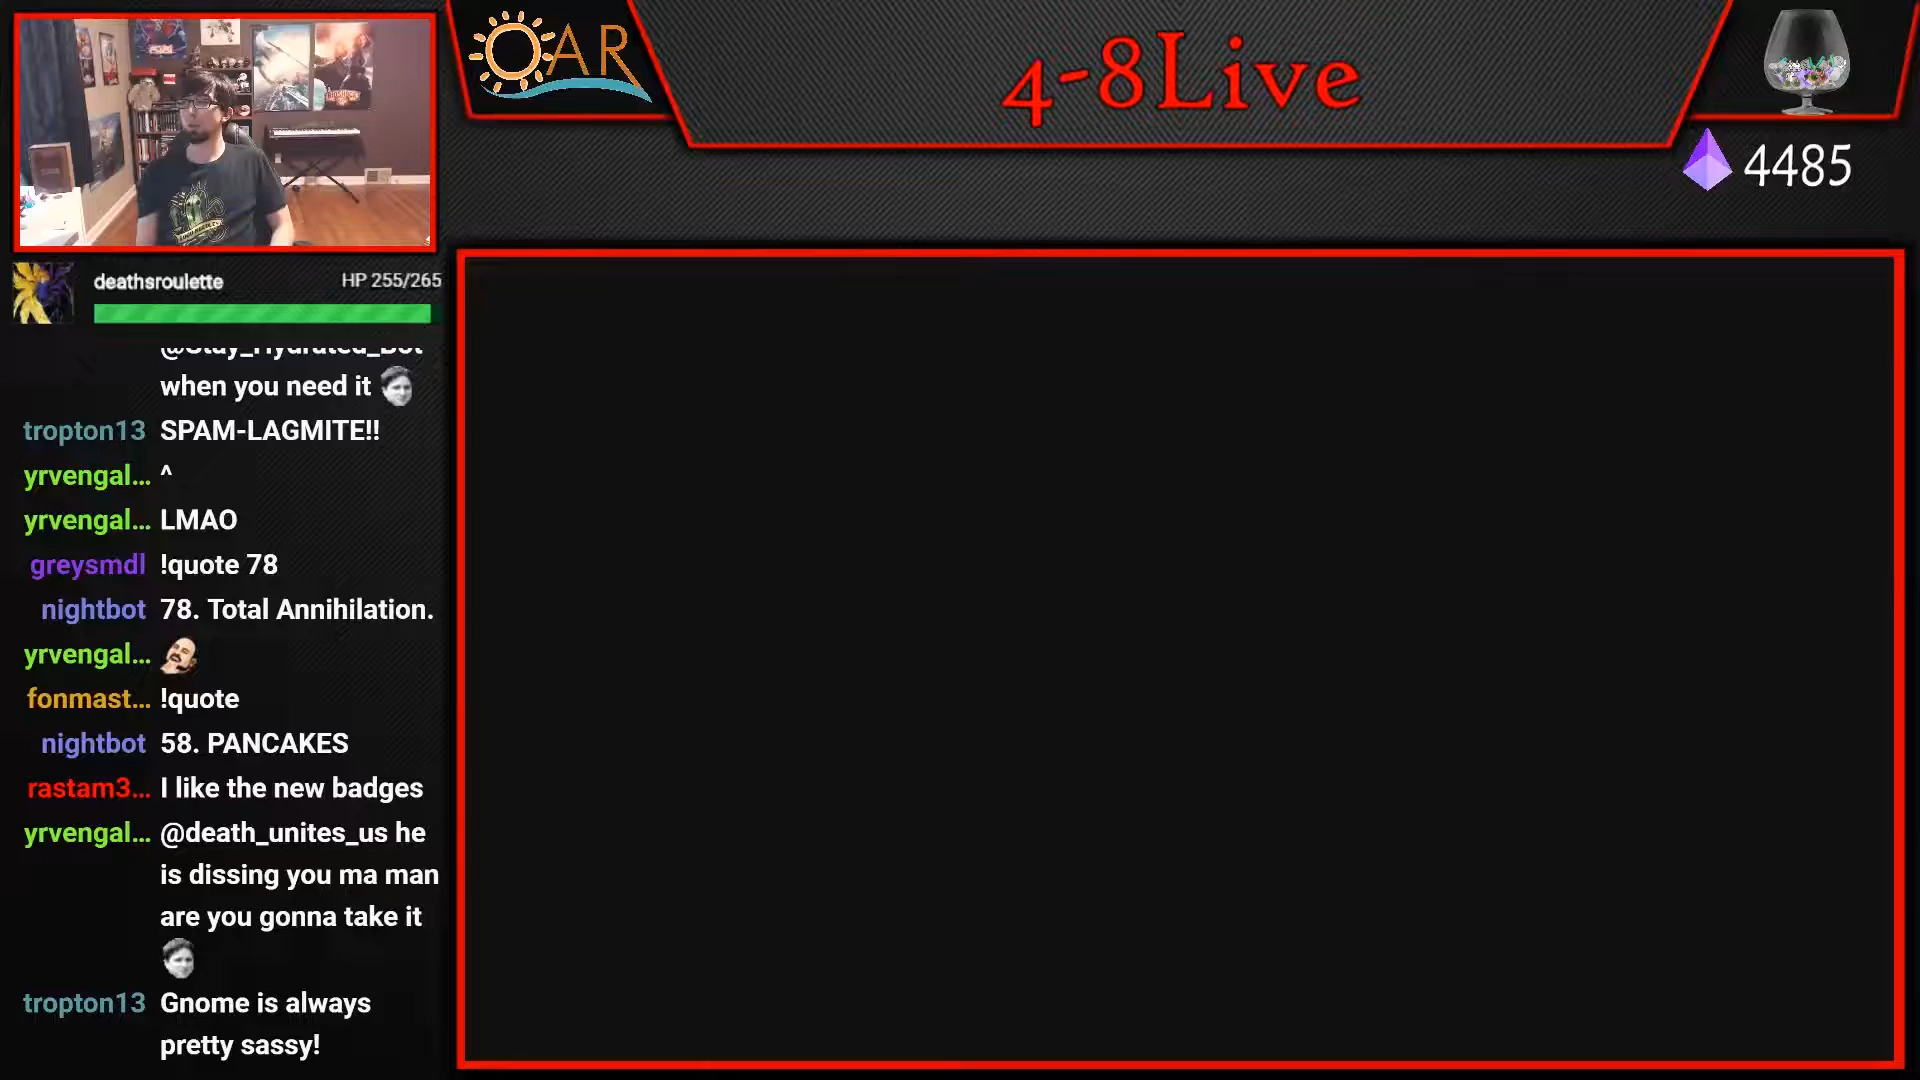 OAR
4-8Live
4485
deathsroulette HP 255/265
@Stay_Hydrated_Bot
when you need it
tropton13 SPAM-LAGMITE!!
yrvengal... ^
yrvengal... LMAO
greysmdl !quote 78
nightbot 78. Total Annihilation.
yrvengal...
fonmast... !quote
nightbot 58. PANCAKES
rastam3... I like the new badges
yrvengal... @death_unites_us he
is dissing you ma man
are you gonna take it
tropton13 Gnome is always
pretty sassy!